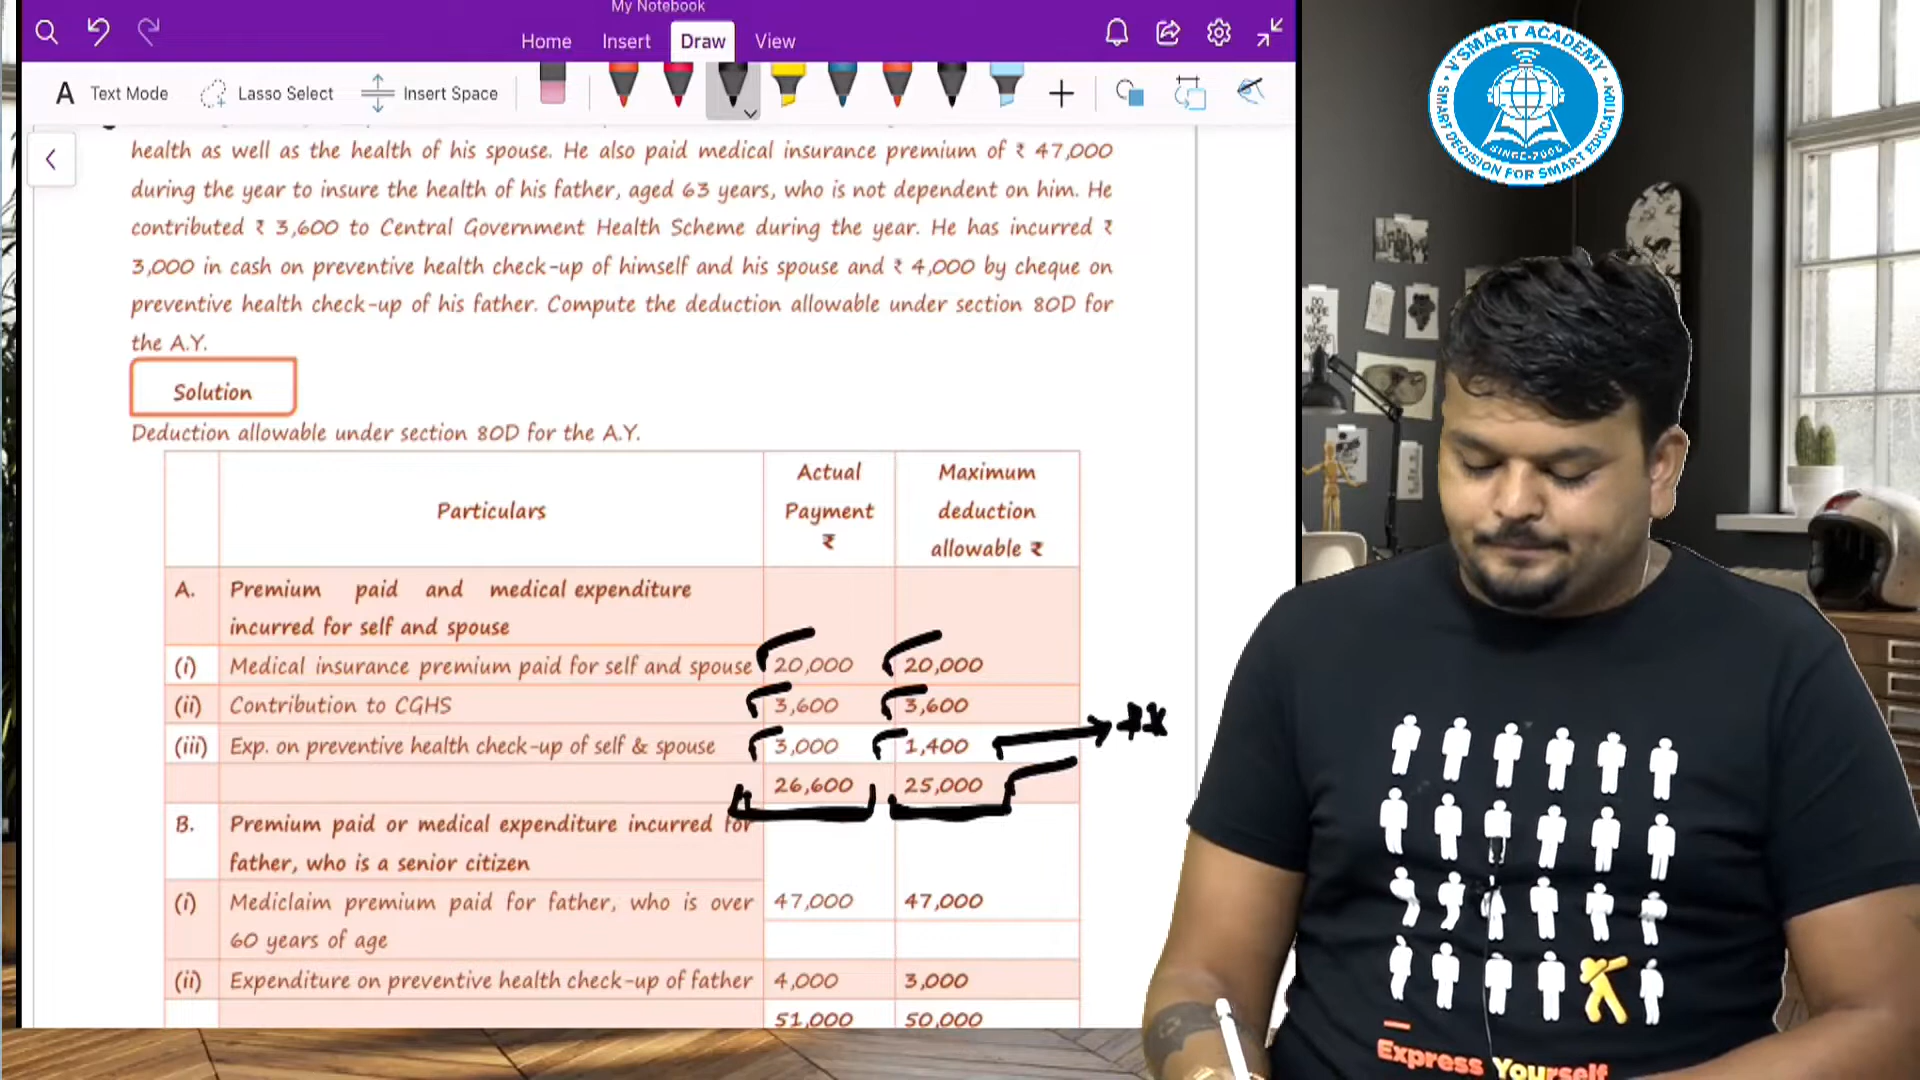 My Notebook
Home Insert Draw View
A Text Mode Lasso Select Insert Space
health as well as the health of his spouse. He also paid medical insurance premium of ₹ 47,000
during the year to insure the health of his father, aged 63 years, who is not dependent on him. He
contributed ₹ 3,600 to Central Government Health Scheme during the year. He has incurred ₹
3,000 in cash on preventive health check-up of himself and his spouse and ₹ 4,000 by cheque on
preventive health check-up of his father. Compute the deduction allowable under section 80D for
the A.Y.
Solution
Deduction allowable under section 80D for the A.Y.
Particulars
Actual
Payment
₹
Maximum
deduction
allowable ₹
A. Premium paid and medical expenditure
incurred for self and spouse
(i) Medical insurance premium paid for self and spouse 20,000 20,000
(ii) Contribution to CGHS 3,600 3,600
(iii) Exp. on preventive health check-up of self & spouse 3,000 1,400
26,600 25,000
B. Premium paid or medical expenditure incurred for
father, who is a senior citizen
(i) Mediclaim premium paid for father, who is over 47,000 47,000
60 years of age
(ii) Expenditure on preventive health check-up of father 4,000 3,000
51,000 50,000
V'SMART ACADEMY
SINCE-2006
SMART DECISION FOR SMART EDUCATION
DO
MORE
OF
WHAT
MAKES
Express Yourself